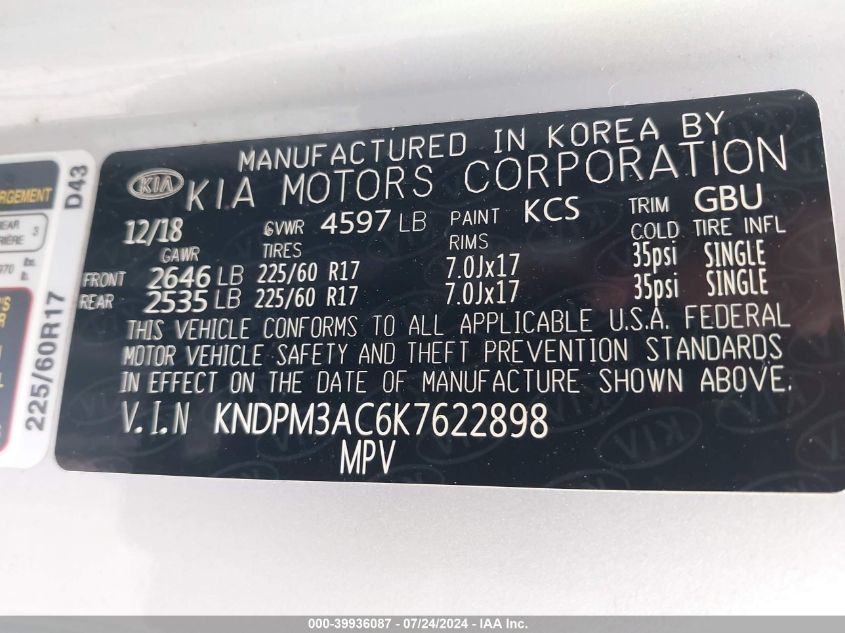 MANUFACTURED IN KOREA BY
KIA KIA MOTORS CORPORATION
12/18 GVWR 4597 LB PAINT KCS TRIM GBU
GAWR TIRES RIMS COLD TIRE INFL
FRONT 2646 LB 225/60 R17 7.0Jx17 35psi SINGLE
REAR 2535 LB 225/60 R17 7.0Jx17 35psi SINGLE
THIS VEHICLE CONFORMS TO ALL APPLICABLE U.S.A. FEDERAL
MOTOR VEHICLE SAFETY AND THEFT PREVENTION STANDARDS
IN EFFECT ON THE DATE OF MANUFACTURE SHOWN ABOVE.
V.I.N KNDPM3AC6K7622898
MPV
D43
225/60R17
3
970
000-39936087 - 07/24/2024 - IAAI.com